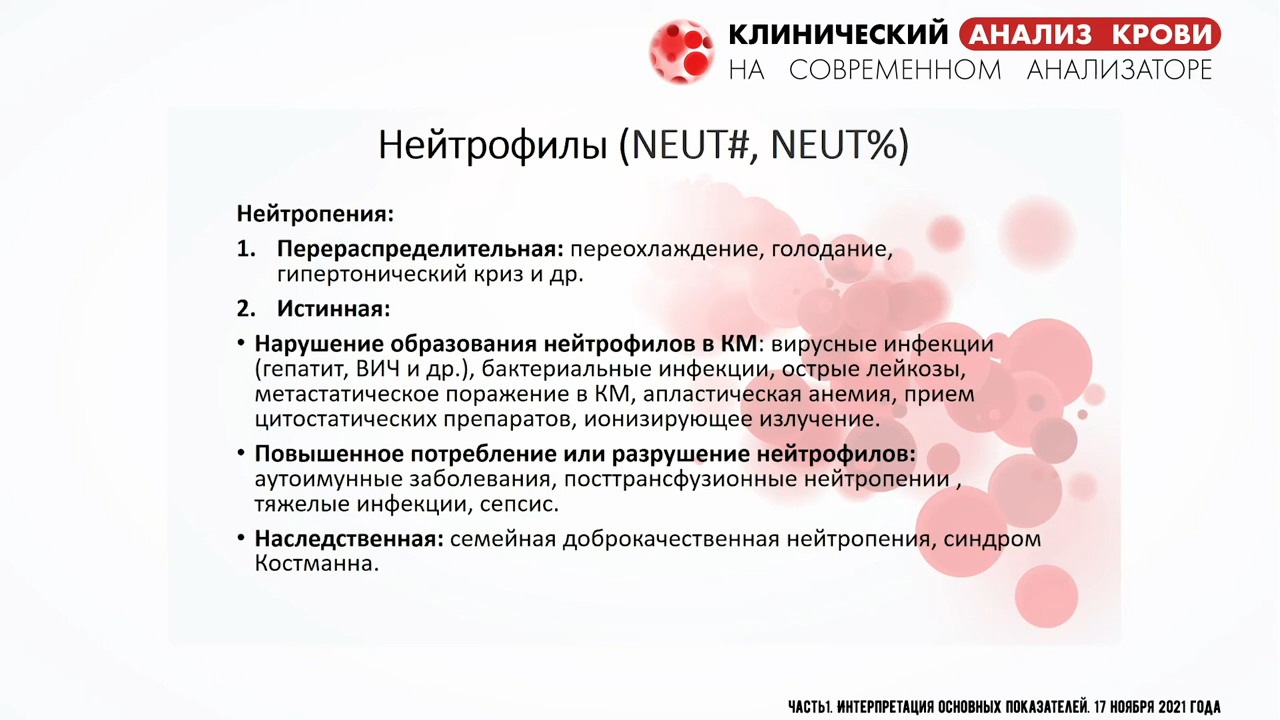 КЛИНИЧЕСКИЙ АНАЛИЗ КРОВИ
НА СОВРЕМЕННОМ АНАЛИЗАТОРЕ
Нейтрофилы (NEUT#, NEUT%)
Нейтропения:
1. Перераспределительная: переохлаждение, голодание,
гипертонический криз и др.
2. Истинная:
• Нарушение образования нейтрофилов в КМ: вирусные инфекции
(гепатит, ВИЧ и др.), бактериальные инфекции, острые лейкозы,
метастатическое поражение в КМ, апластическая анемия, прием
цитостатических препаратов, ионизирующее излучение.
• Повышенное потребление или разрушение нейтрофилов:
аутоимунные заболевания, посттрансфузионные нейтропении ,
тяжелые инфекции, сепсис.
• Наследственная: семейная доброкачественная нейтропения, синдром
Костманна.
ЧАСТЬ1. ИНТЕРПРЕТАЦИЯ ОСНОВНЫХ ПОКАЗАТЕЛЕЙ. 17 НОЯБРЯ 2021 ГОДА